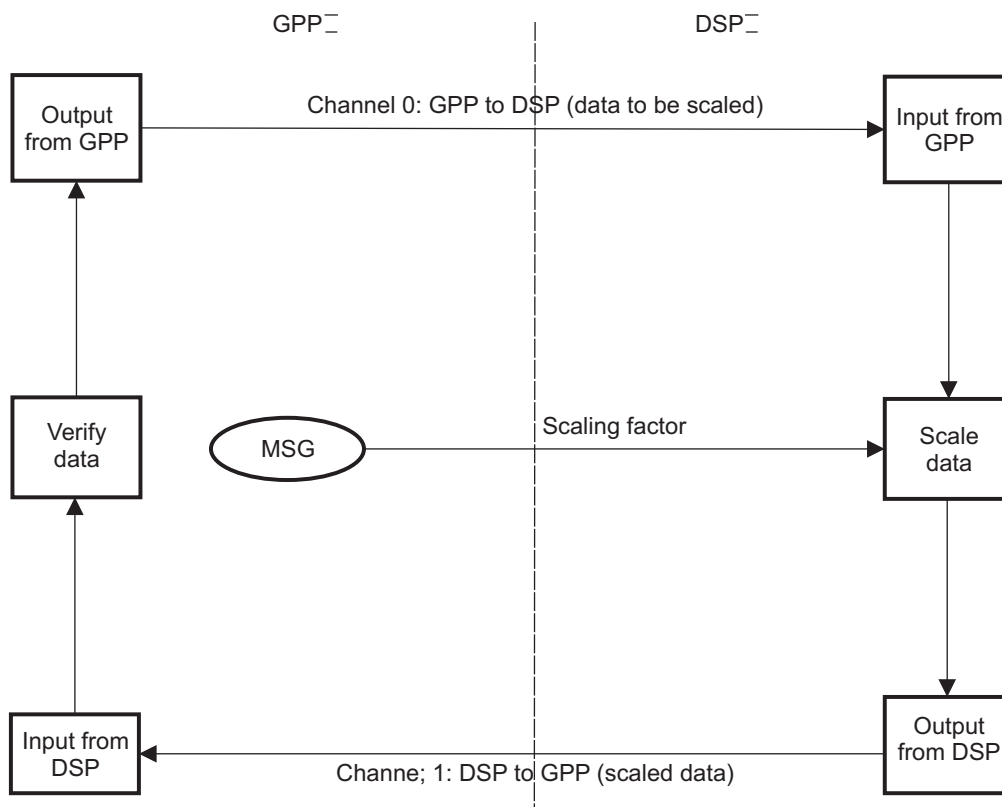 GPP
DSP
Output
from GPP
Channel 0: GPP to DSP (data to be scaled)
Input from
GPP
Verify
data
MSG
Scaling factor
Scale
data
Input from
DSP
Channe; 1: DSP to GPP (scaled data)
Output
from DSP